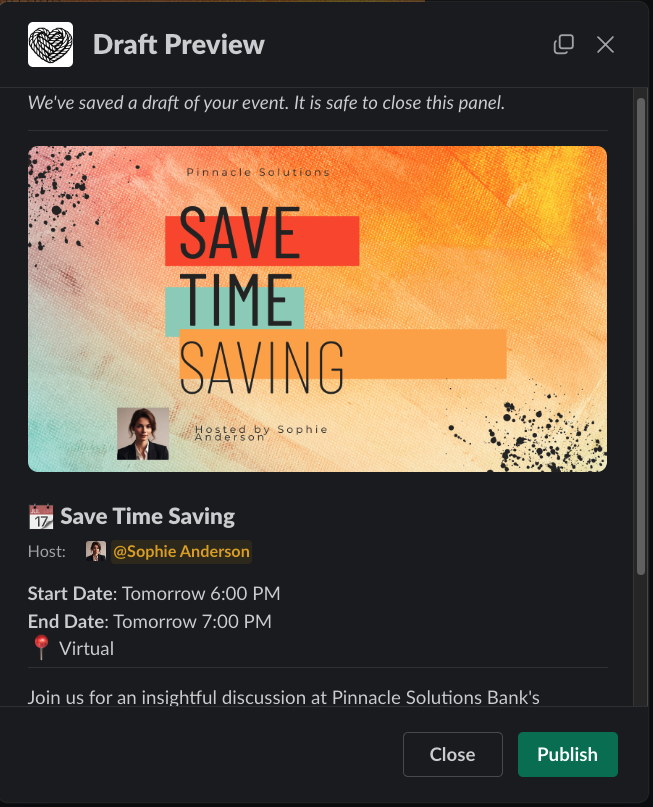 Draft Preview
We've saved a draft of your event. It is safe to close this panel.
Pinnacle Solutions
SAVE
TIME
SAVING
Hosted by Sophie
Anderson
JUL
17
Save Time Saving
Host: @Sophie Anderson
Start Date: Tomorrow 6:00 PM
End Date: Tomorrow 7:00 PM
Virtual
Join us for an insightful discussion at Pinnacle Solutions Bank's
Close
Publish